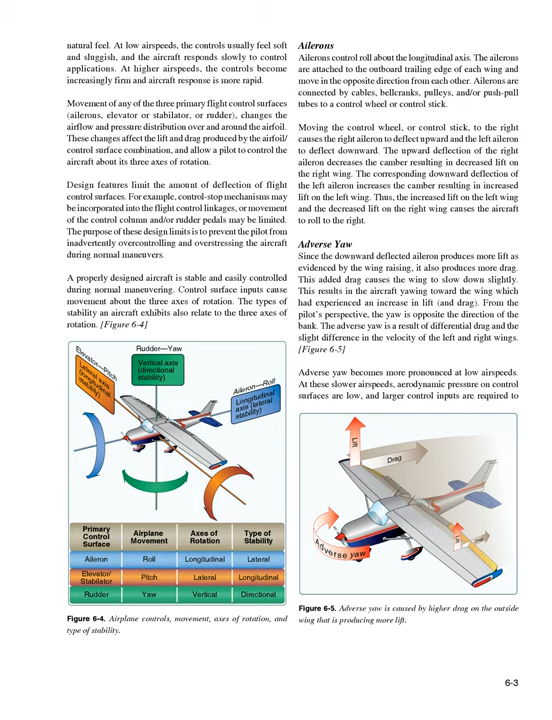 natural feel. At low airspeeds, the controls usually feel soft
and sluggish, and the aircraft responds slowly to control
applications. At higher airspeeds, the controls become
increasingly firm and aircraft response is more rapid.
Movement of any of the three primary flight control surfaces
(ailerons, elevator or stabilator, or rudder), changes the
airflow and pressure distribution over and around the airfoil.
These changes affect the lift and drag produced by the airfoil/
control surface combination, and allow a pilot to control the
aircraft about its three axes of rotation.
Design features limit the amount of deflection of flight
control surfaces. For example, control-stop mechanisms may
be incorporated into the flight control linkages, or movement
of the control column and/or rudder pedals may be limited.
The purpose of these design limits is to prevent the pilot from
inadvertently overcontrolling and overstressing the aircraft
during normal maneuvers.
A properly designed aircraft is stable and easily controlled
during normal maneuvering. Control surface inputs cause
movement about the three axes of rotation. The types of
stability an aircraft exhibits also relate to the three axes of
rotation. [Figure 6-4]
Elevator—Pitch
Lateral axis
(longitudinal
stability)
Rudder—Yaw
Vertical axis
(directional
stability)
Aileron—Roll
Longitudinal
axis (lateral
stability)
Primary
Control
Surface
Airplane
Movement
Axes of
Rotation
Type of
Stability
Aileron Roll Longitudinal Lateral
Elevator/
Stabilator
Pitch Lateral Longitudinal
Rudder Yaw Vertical Directional
Figure 6-4. Airplane controls, movement, axes of rotation, and
type of stability.
Ailerons
Ailerons control roll about the longitudinal axis. The ailerons
are attached to the outboard trailing edge of each wing and
move in the opposite direction from each other. Ailerons are
connected by cables, bellcranks, pulleys, and/or push-pull
tubes to a control wheel or control stick.
Moving the control wheel, or control stick, to the right
causes the right aileron to deflect upward and the left aileron
to deflect downward. The upward deflection of the right
aileron decreases the camber resulting in decreased lift on
the right wing. The corresponding downward deflection of
the left aileron increases the camber resulting in increased
lift on the left wing. Thus, the increased lift on the left wing
and the decreased lift on the right wing causes the aircraft
to roll to the right.
Adverse Yaw
Since the downward deflected aileron produces more lift as
evidenced by the wing raising, it also produces more drag.
This added drag causes the wing to slow down slightly.
This results in the aircraft yawing toward the wing which
had experienced an increase in lift (and drag). From the
pilot's perspective, the yaw is opposite the direction of the
bank. The adverse yaw is a result of differential drag and the
slight difference in the velocity of the left and right wings.
[Figure 6-5]
Adverse yaw becomes more pronounced at low airspeeds.
At these slower airspeeds, aerodynamic pressure on control
surfaces are low, and larger control inputs are required to
Lift
Drag
Lift
Drag
Adverse yaw
Figure 6-5. Adverse yaw is caused by higher drag on the outside
wing that is producing more lift.
6-3